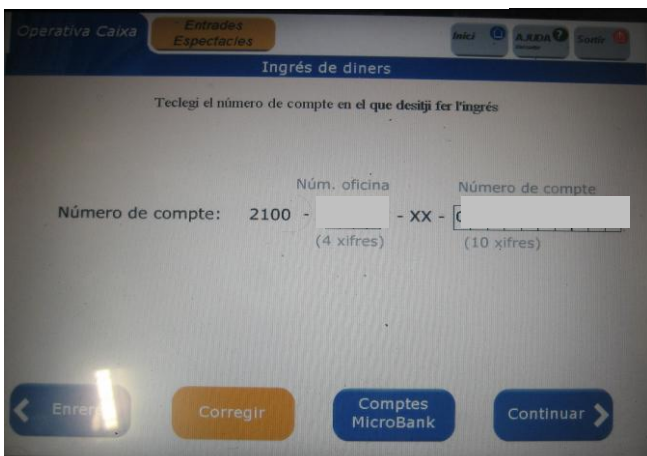 Operativa Caixa
Entrades
Espectacles
Inici
AJUDA ?
Sortir
Ingrés de diners
Teclegi el número de compte en el que desitji fer l'ingrés
Núm. oficina
Número de compte
Número de compte: 2100 - - XX -
(4 xifres)
(10 xifres)
Enrere
Corregir
Comptes
MicroBank
Continuar